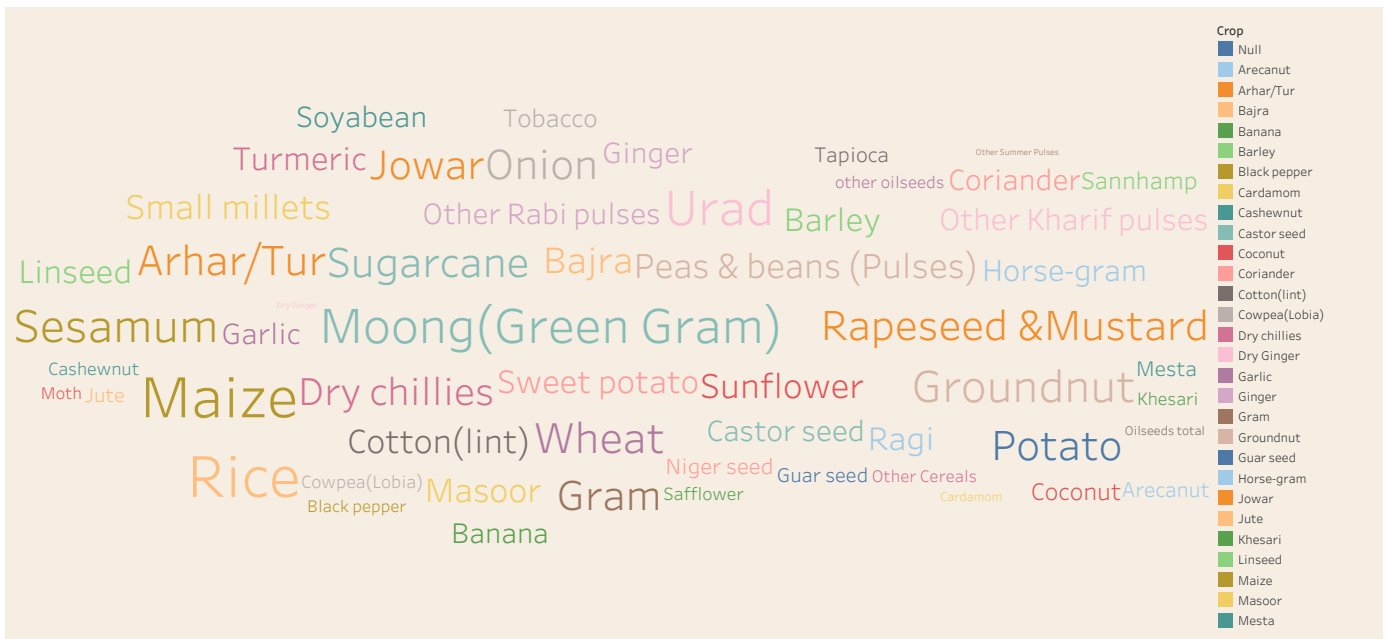 Soyabean Tobacco
Turmeric Jowar Onion Ginger Tapioca Other Summer Pulses
other oilseeds Coriander Sannhamp
Small millets Other Rabi pulses Urad Barley Other Kharif pulses
Linseed Arhar/Tur Sugarcane Bajra Peas & beans (Pulses) Horse-gram
Dry Ginger
Sesamum Garlic Moong(Green Gram) Rapeseed &Mustard
Cashewnut Mesta
Moth Jute Maize Dry chillies Sweet potato Sunflower Groundnut Khesari
Cotton(lint) Wheat Castor seed Ragi Potato Oilseeds total
Rice Cowpea(Lobia) Masoor Gram Niger seed Guar seed Other Cereals
Black pepper Safflower Cardamom Coconut Arecanut
Banana
Crop
Null
Arecanut
Arhar/Tur
Bajra
Banana
Barley
Black pepper
Cardamom
Cashewnut
Castor seed
Coconut
Coriander
Cotton(lint)
Cowpea(Lobia)
Dry chillies
Dry Ginger
Garlic
Ginger
Gram
Groundnut
Guar seed
Horse-gram
Jowar
Jute
Khesari
Linseed
Maize
Masoor
Mesta